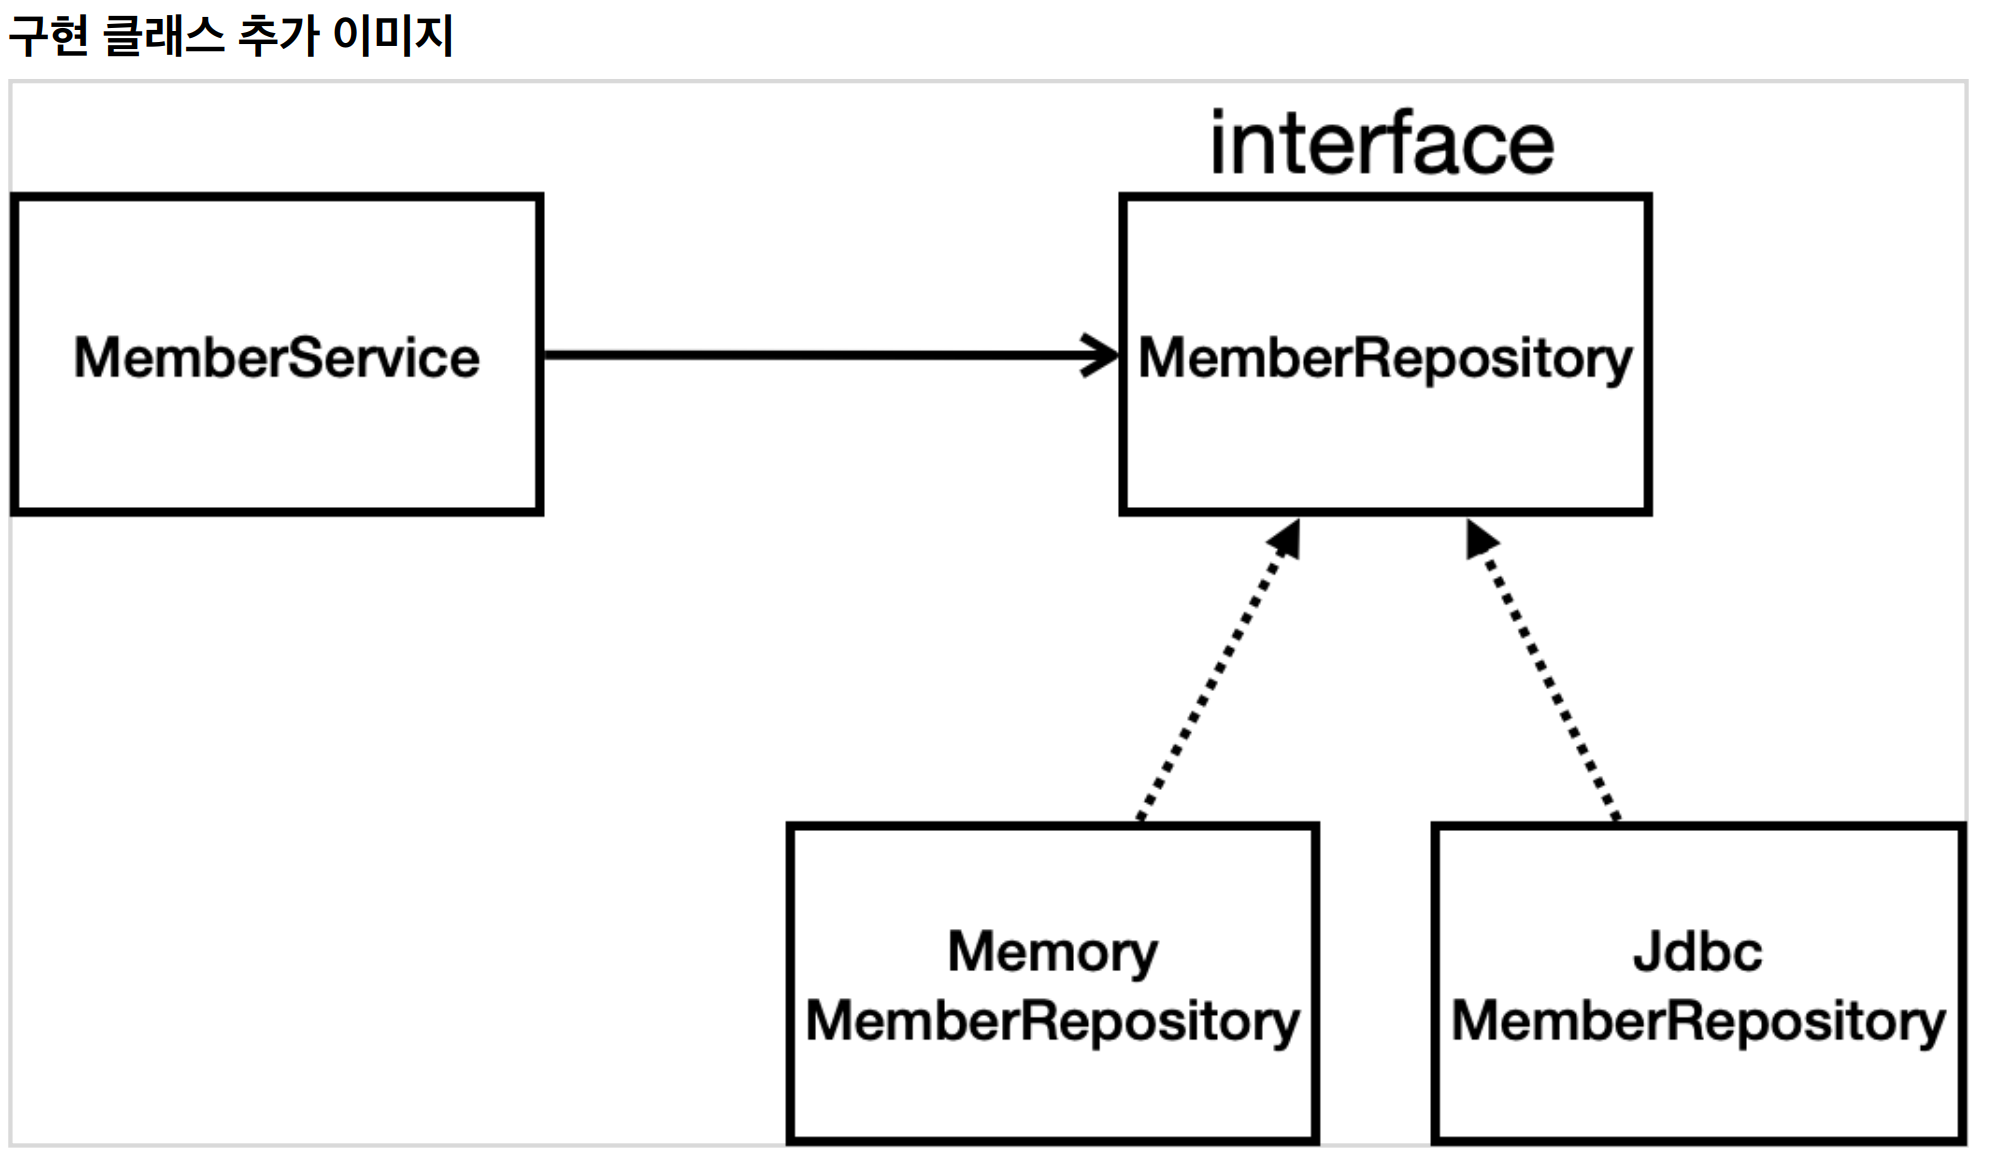 구현 클래스 추가 이미지
interface
MemberService
MemberRepository
Memory
MemberRepository
Jdbc
MemberRepository